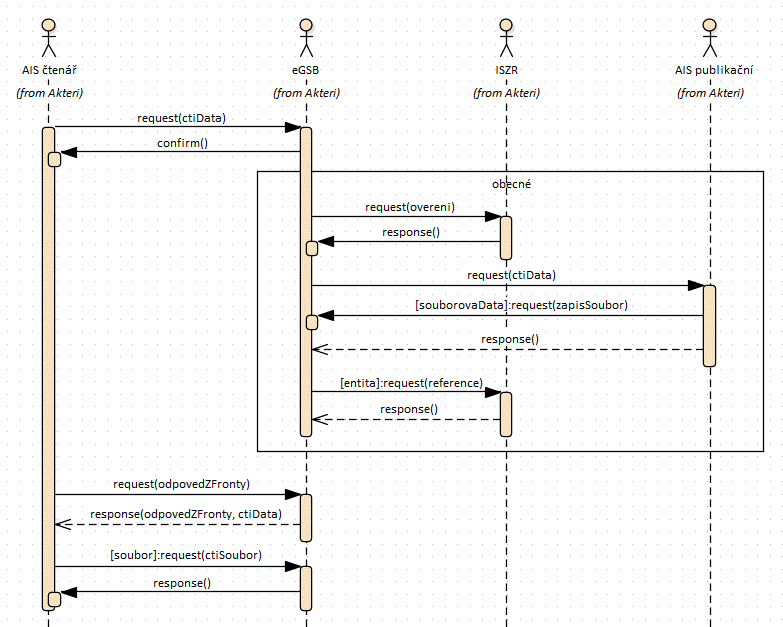 AIS čtenář
eGSB
ISZR
AIS publikační
(from Akteri)
(from Akteri)
(from Akteri)
(from Akteri)
request(ctiData)
confirm()
obecné
request(overeni)
response()
request(ctiData)
[souborovaData]:request(zapisSoubor)
response()
[entita]:request(reference)
response()
request(odpovedZFronty)
response(odpovedZFronty, ctiData)
[soubor]:request(ctiSoubor)
response()